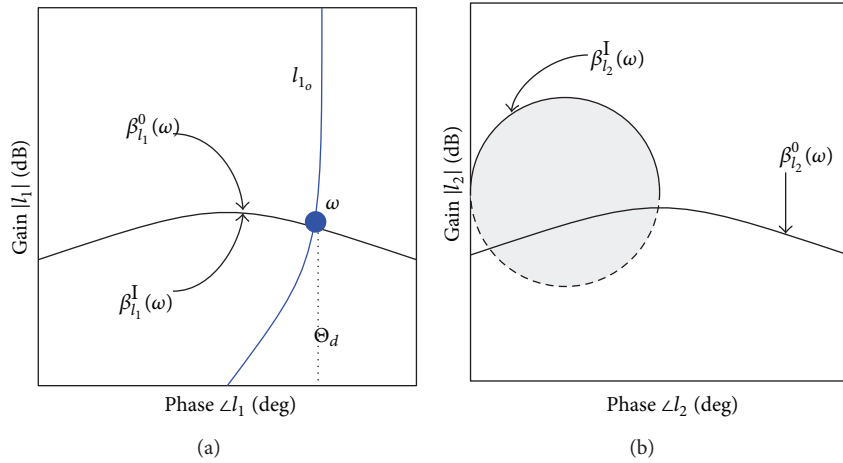 Gain |l₁| (dB)
l₁ₒ
β⁰l₁(ω)
ω
βᴵl₁(ω)
Θd
Phase ∠l₁ (deg)
(a)
Gain |l₂| (dB)
βᴵl₂(ω)
β⁰l₂(ω)
Phase ∠l₂ (deg)
(b)